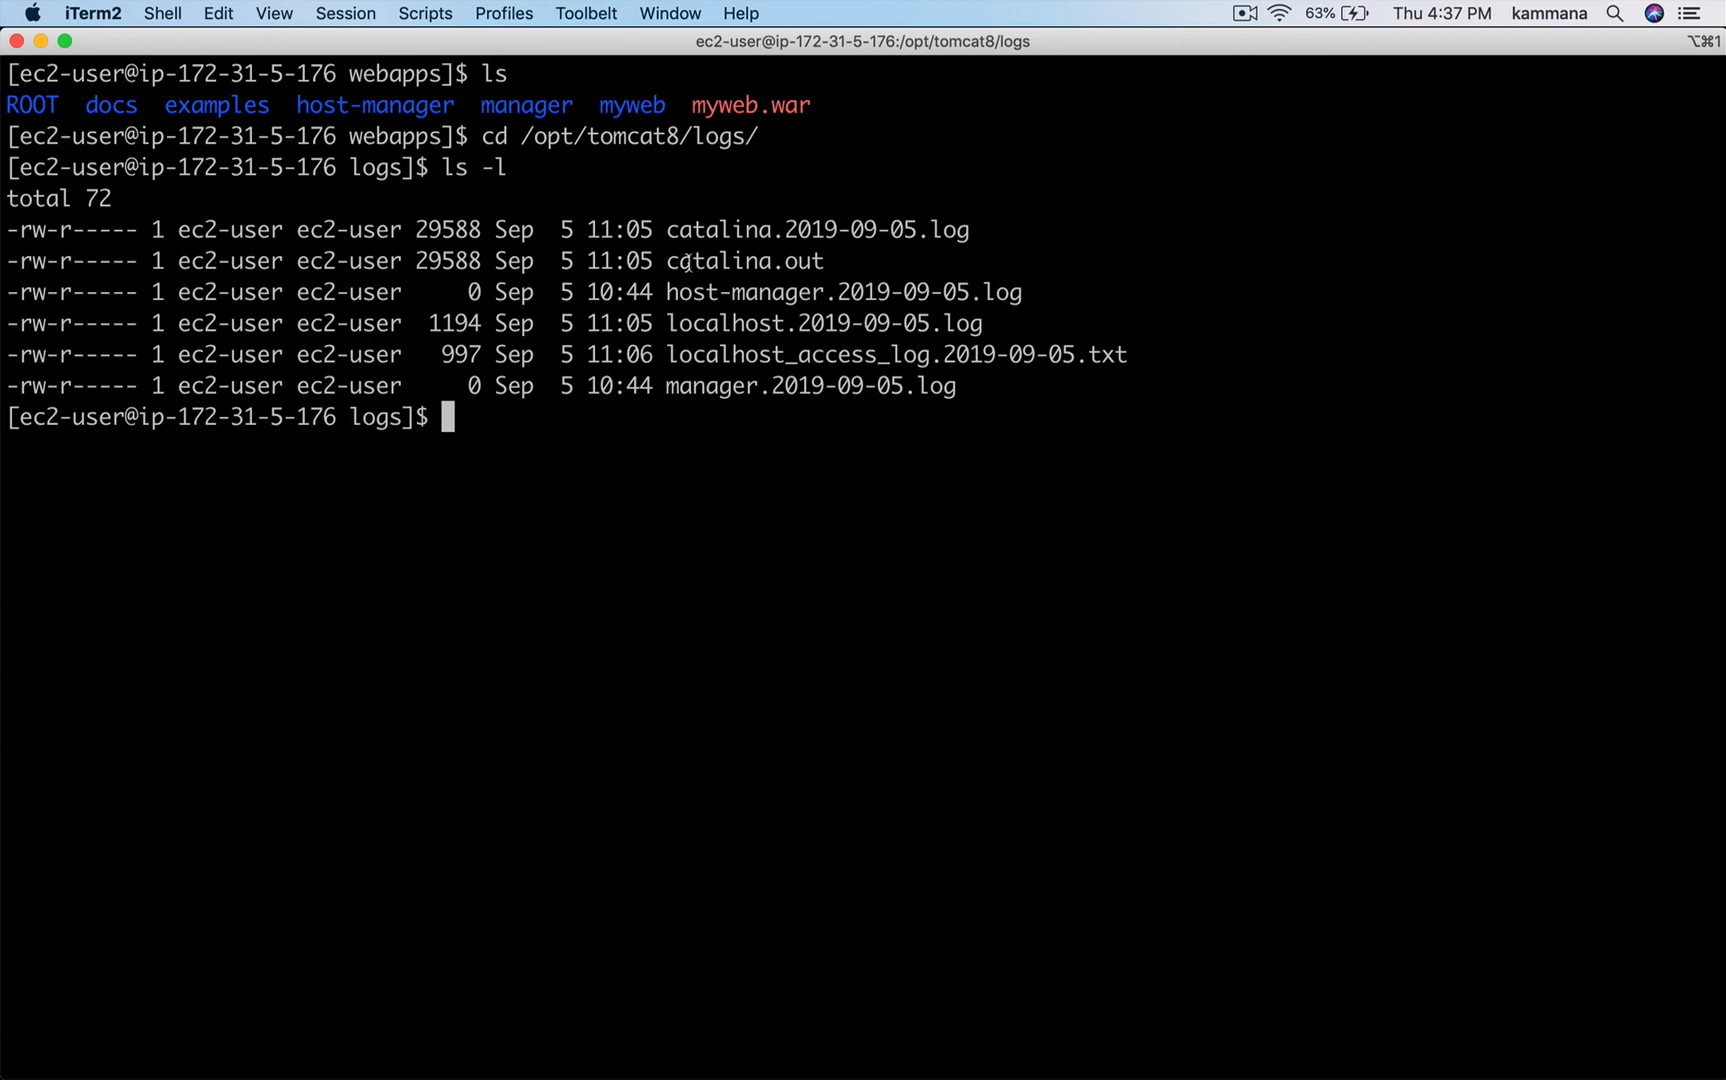 iTerm2 Shell Edit View Session Scripts Profiles Toolbelt Window Help 63% Thu 4:37 PM kammana
ec2-user@ip-172-31-5-176:/opt/tomcat8/logs ⌥⌘1
[ec2-user@ip-172-31-5-176 webapps]$ ls
ROOT docs examples host-manager manager myweb myweb.war
[ec2-user@ip-172-31-5-176 webapps]$ cd /opt/tomcat8/logs/
[ec2-user@ip-172-31-5-176 logs]$ ls -l
total 72
-rw-r----- 1 ec2-user ec2-user 29588 Sep 5 11:05 catalina.2019-09-05.log
-rw-r----- 1 ec2-user ec2-user 29588 Sep 5 11:05 catalina.out
-rw-r----- 1 ec2-user ec2-user 0 Sep 5 10:44 host-manager.2019-09-05.log
-rw-r----- 1 ec2-user ec2-user 1194 Sep 5 11:05 localhost.2019-09-05.log
-rw-r----- 1 ec2-user ec2-user 997 Sep 5 11:06 localhost_access_log.2019-09-05.txt
-rw-r----- 1 ec2-user ec2-user 0 Sep 5 10:44 manager.2019-09-05.log
[ec2-user@ip-172-31-5-176 logs]$